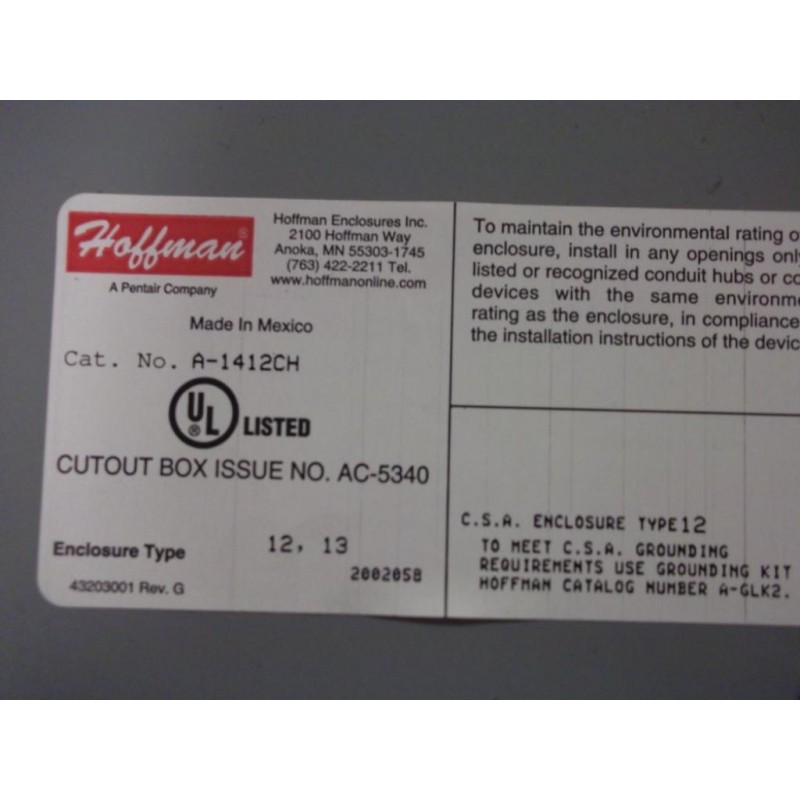 Hoffman®
A Pentair Company
Hoffman Enclosures Inc.
2100 Hoffman Way
Anoka, MN 55303-1745
(763) 422-2211 Tel.
www.hoffmanonline.com
Made In Mexico
Cat. No. A-1412CH
UL® LISTED
CUTOUT BOX ISSUE NO. AC-5340
Enclosure Type 12, 13
2002058
43203001 Rev. G
To maintain the environmental rating
enclosure, install in any openings
listed or recognized conduit hubs or
devices with the same
rating as the enclosure, in compliance
the installation instructions of the
C.S.A. ENCLOSURE TYPE12
TO MEET C.S.A. GROUNDING
REQUIREMENTS USE GROUNDING KIT
HOFFMAN CATALOG NUMBER A-GLK2.